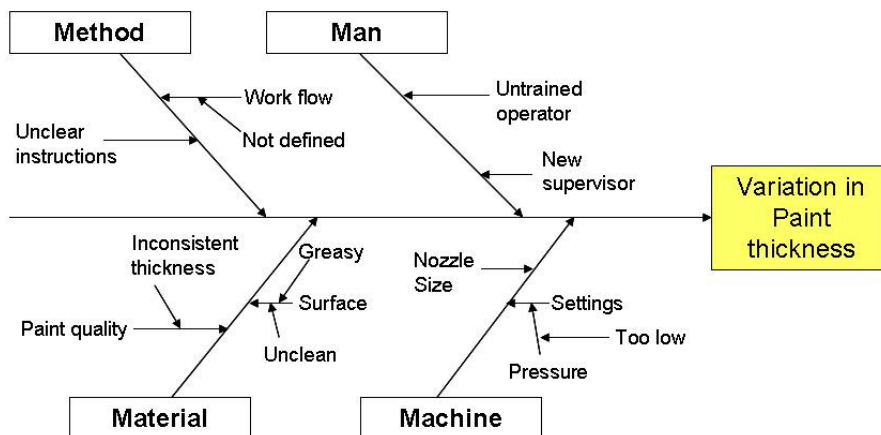 Method
Man
Work flow
Not defined
Unclear
instructions
Untrained
operator
New
supervisor
Variation in
Paint
thickness
Inconsistent
thickness
Greasy
Surface
Unclean
Paint quality
Nozzle
Size
Settings
Too low
Pressure
Material
Machine